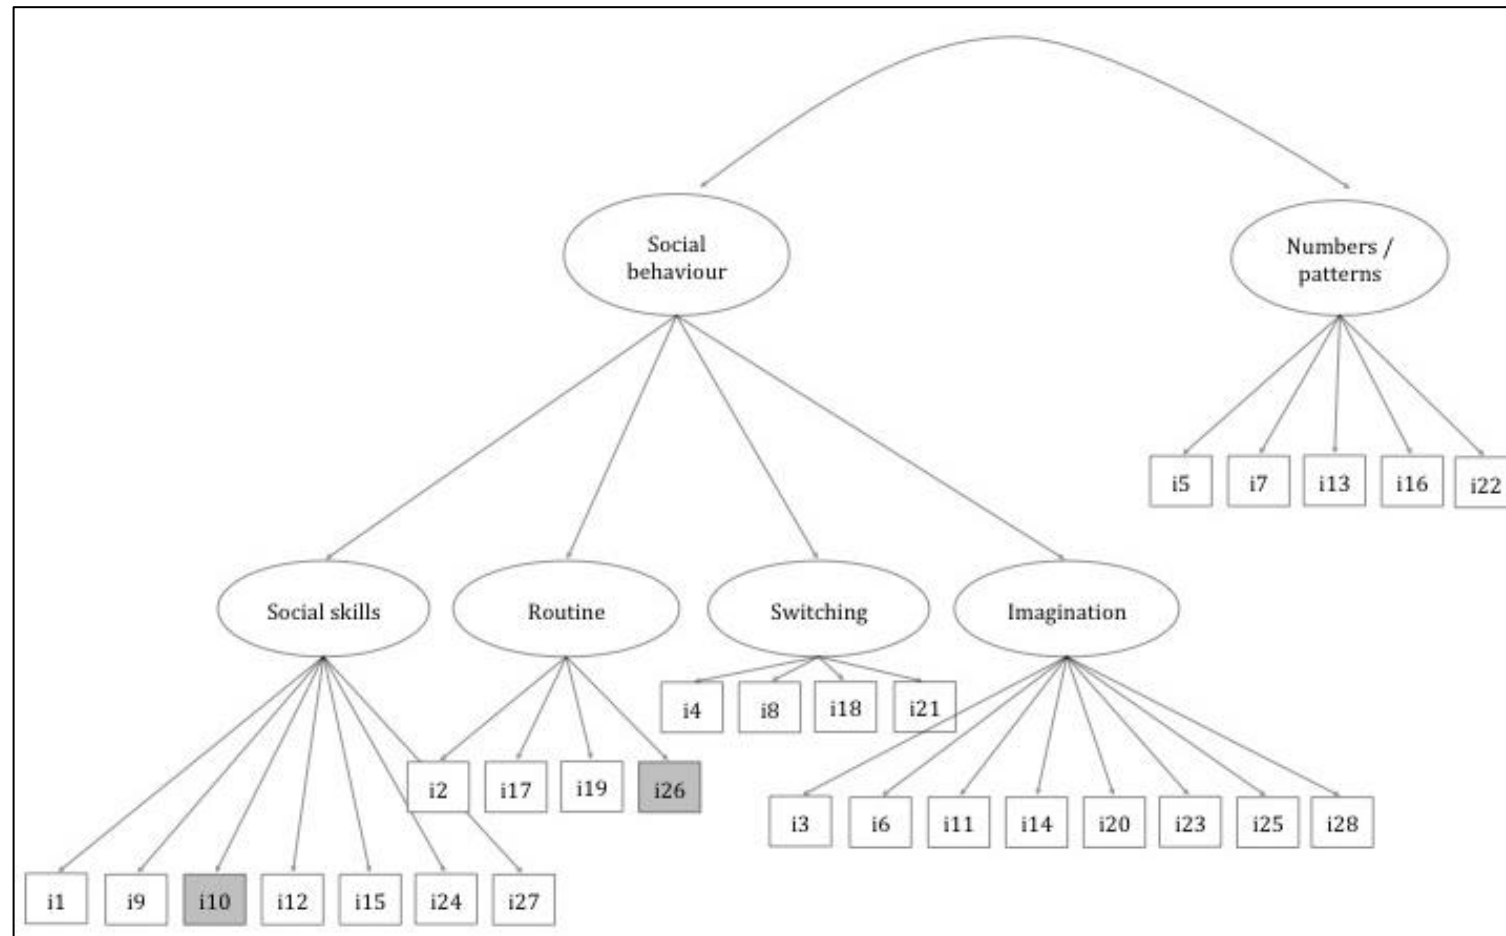 Social
behaviour
Numbers /
patterns
i5 i7 i13 i16 i22
Social skills Routine Switching Imagination
i4 i8 i18 i21
i2 i17 i19 i26
i3 i6 i11 i14 i20 i23 i25 i28
i1 i9 i10 i12 i15 i24 i27